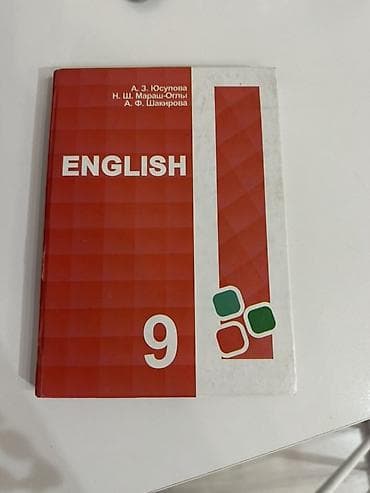 А. З. Юсупова
Н. Ш. Мараш-Оглы
А. Ф. Шакирова
ENGLISH
9